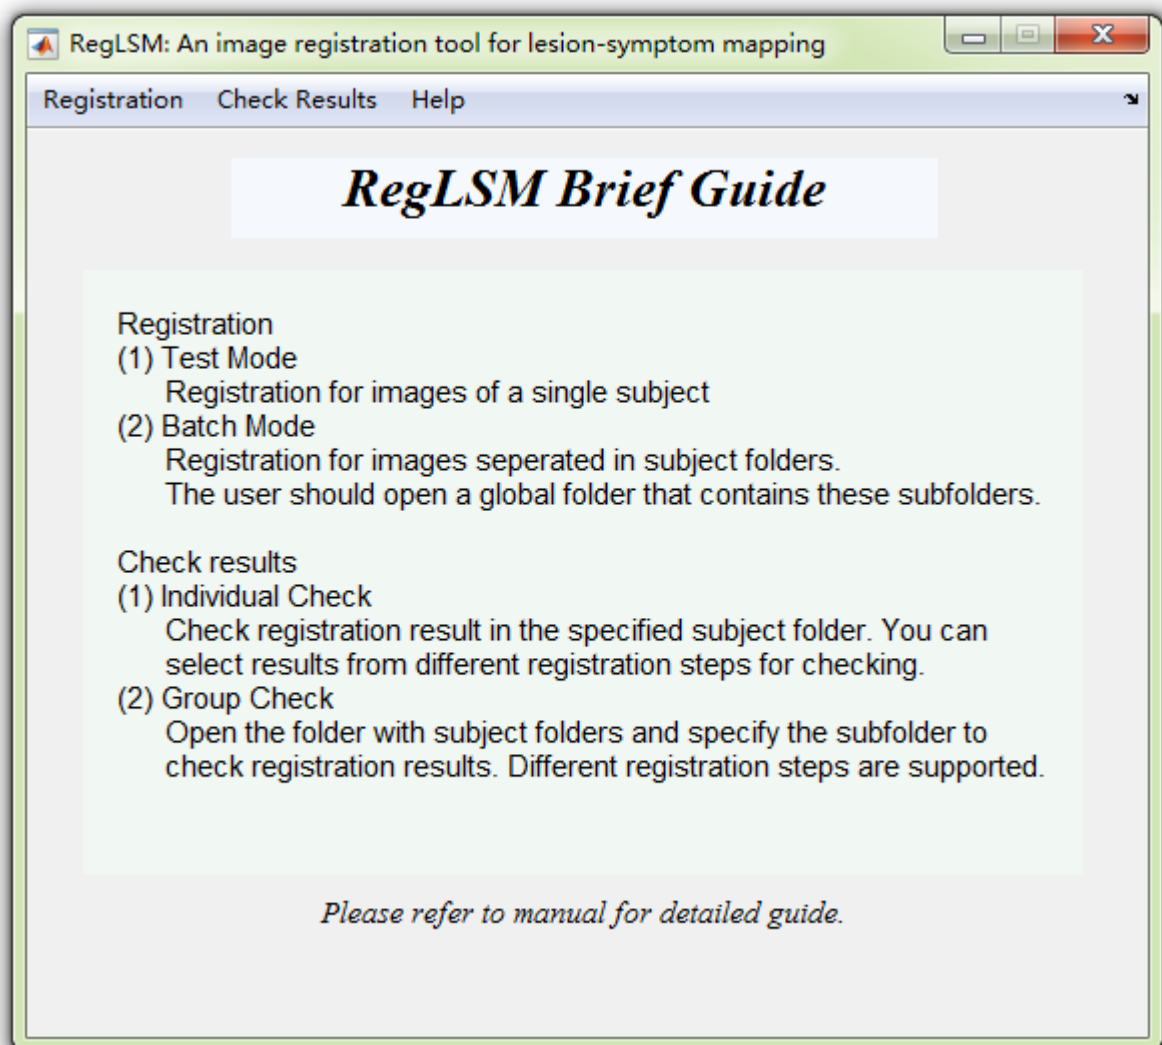 RegLSM: An image registration tool for lesion-symptom mapping
Registration Check Results Help
RegLSM Brief Guide
Registration
(1) Test Mode
Registration for images of a single subject
(2) Batch Mode
Registration for images seperated in subject folders.
The user should open a global folder that contains these subfolders.
Check results
(1) Individual Check
Check registration result in the specified subject folder. You can
select results from different registration steps for checking.
(2) Group Check
Open the folder with subject folders and specify the subfolder to
check registration results. Different registration steps are supported.
Please refer to manual for detailed guide.